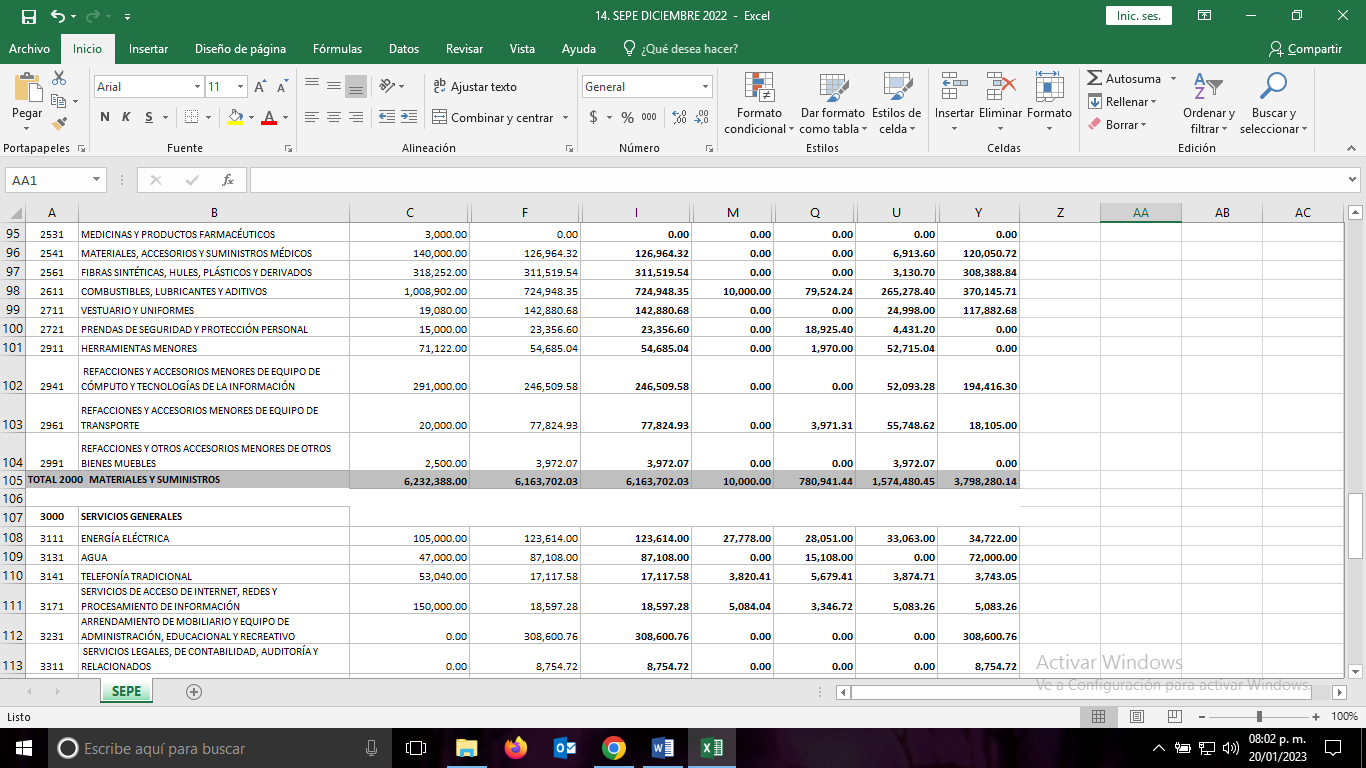 14. SEPE DICIEMBRE 2022 - Excel
Inic. ses.
Archivo Inicio Insertar Diseño de página Fórmulas Datos Revisar Vista Ayuda ¿Qué desea hacer? Compartir
Pegar
Arial 11
N K S
Ajustar texto
Combinar y centrar
General
$ % 000
Formato condicional
Dar formato como tabla
Estilos de celda
Insertar Eliminar Formato
Autosuma
Rellenar
Borrar
Ordenar y filtrar
Buscar y seleccionar
Portapapeles Fuente Alineación Número Estilos Celdas Edición
AA1 fx
A B C F I M Q U Y Z AA AB AC
95 2531 MEDICINAS Y PRODUCTOS FARMACÉUTICOS 3,000.00 0.00 0.00 0.00 0.00 0.00 0.00
96 2541 MATERIALES, ACCESORIOS Y SUMINISTROS MÉDICOS 140,000.00 126,964.32 126,964.32 0.00 0.00 6,913.60 120,050.72
97 2561 FIBRAS SINTÉTICAS, HULES, PLÁSTICOS Y DERIVADOS 318,252.00 311,519.54 311,519.54 0.00 0.00 3,130.70 308,388.84
98 2611 COMBUSTIBLES, LUBRICANTES Y ADITIVOS 1,008,902.00 724,948.35 724,948.35 10,000.00 79,524.24 265,278.40 370,145.71
99 2711 VESTUARIO Y UNIFORMES 19,080.00 142,880.68 142,880.68 0.00 0.00 24,998.00 117,882.68
100 2721 PRENDAS DE SEGURIDAD Y PROTECCIÓN PERSONAL 15,000.00 23,356.60 23,356.60 0.00 18,925.40 4,431.20 0.00
101 2911 HERRAMIENTAS MENORES 71,122.00 54,685.04 54,685.04 0.00 1,970.00 52,715.04 0.00
REFACCIONES Y ACCESORIOS MENORES DE EQUIPO DE
102 2941 CÓMPUTO Y TECNOLOGÍAS DE LA INFORMACIÓN 291,000.00 246,509.58 246,509.58 0.00 0.00 52,093.28 194,416.30
REFACCIONES Y ACCESORIOS MENORES DE EQUIPO DE
103 2961 TRANSPORTE 20,000.00 77,824.93 77,824.93 0.00 3,971.31 55,748.62 18,105.00
REFACCIONES Y OTROS ACCESORIOS MENORES DE OTROS
104 2991 BIENES MUEBLES 2,500.00 3,972.07 3,972.07 0.00 0.00 3,972.07 0.00
105 TOTAL 2000 MATERIALES Y SUMINISTROS 6,232,388.00 6,163,702.03 6,163,702.03 10,000.00 780,941.44 1,574,480.45 3,798,280.14
106
107 3000 SERVICIOS GENERALES
108 3111 ENERGÍA ELÉCTRICA 105,000.00 123,614.00 123,614.00 27,778.00 28,051.00 33,063.00 34,722.00
109 3131 AGUA 47,000.00 87,108.00 87,108.00 0.00 15,108.00 0.00 72,000.00
110 3141 TELEFONÍA TRADICIONAL 53,040.00 17,117.58 17,117.58 3,820.41 5,679.41 3,874.71 3,743.05
SERVICIOS DE ACCESO DE INTERNET, REDES Y
111 3171 PROCESAMIENTO DE INFORMACIÓN 150,000.00 18,597.28 18,597.28 5,084.04 3,346.72 5,083.26 5,083.26
ARRENDAMIENTO DE MOBILIARIO Y EQUIPO DE
112 3231 ADMINISTRACIÓN, EDUCACIONAL Y RECREATIVO 0.00 308,600.76 308,600.76 0.00 0.00 0.00 308,600.76
SERVICIOS LEGALES, DE CONTABILIDAD, AUDITORÍA Y
113 3311 RELACIONADOS 0.00 8,754.72 8,754.72 0.00 0.00 0.00 8,754.72
Activar Windows
Ve a Configuración para activar Windows.
SEPE
Listo 100%
Escribe aquí para buscar
08:02 p. m.
20/01/2023